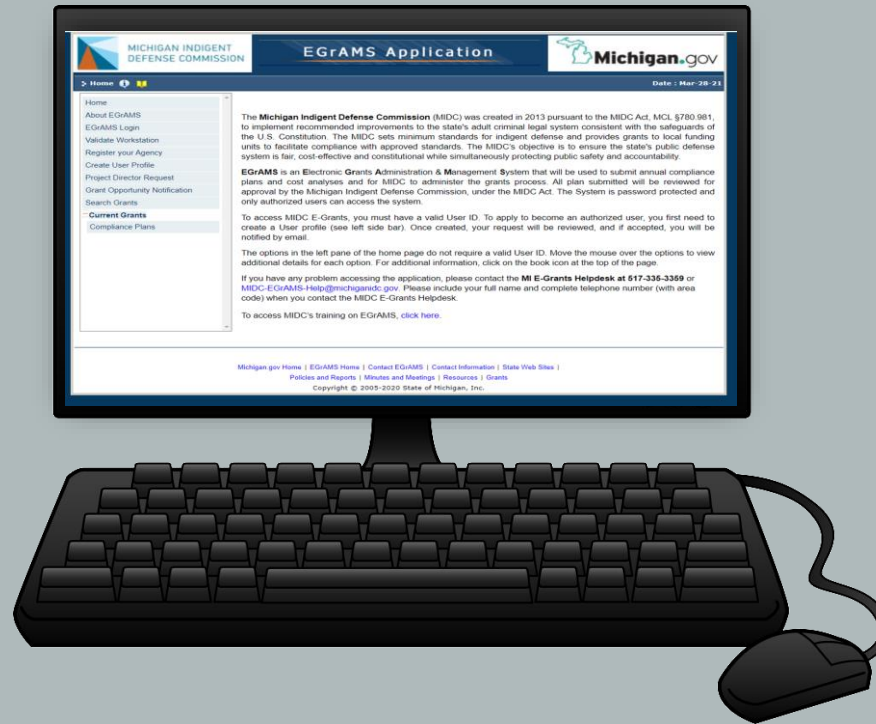 MICHIGAN INDIGENT
DEFENSE COMMISSION
EGrAMS Application
Michigan.gov
> Home
Date : Mar-28-21
Home
About EGrAMS
EGrAMS Login
Validate Workstation
Register your Agency
Create User Profile
Project Director Request
Grant Opportunity Notification
Search Grants
Current Grants
Compliance Plans
The Michigan Indigent Defense Commission (MIDC) was created in 2013 pursuant to the MIDC Act, MCL §780.981,
to implement recommended improvements to the state's adult criminal legal system consistent with the safeguards of
the U.S. Constitution. The MIDC sets minimum standards for indigent defense and provides grants to local funding
units to facilitate compliance with approved standards. The MIDC's objective is to ensure the state's public defense
system is fair, cost-effective and constitutional while simultaneously protecting public safety and accountability.
EGrAMS is an Electronic Grants Administration & Management System that will be used to submit annual compliance
plans and cost analyses and for MIDC to administer the grants process. All plan submitted will be reviewed for
approval by the Michigan Indigent Defense Commission, under the MIDC Act. The System is password protected and
only authorized users can access the system.
To access MIDC E-Grants, you must have a valid User ID. To apply to become an authorized user, you first need to
create a User profile (see left side bar). Once created, your request will be reviewed, and if accepted, you will be
notified by email.
The options in the left pane of the home page do not require a valid User ID. Move the mouse over the options to view
additional details for each option. For additional information, click on the book icon at the top of the page.
If you have any problem accessing the application, please contact the MI E-Grants Helpdesk at 517-335-3359 or
MIDC-EGrAMS-Help@michiganidc.gov. Please include your full name and complete telephone number (with area
code) when you contact the MIDC E-Grants Helpdesk.
To access MIDC's training on EGrAMS, click here.
Michigan.gov Home | EGrAMS Home | Contact EGrAMS | Contact Information | State Web Sites |
Policies and Reports | Minutes and Meetings | Resources | Grants
Copyright © 2005-2020 State of Michigan, Inc.